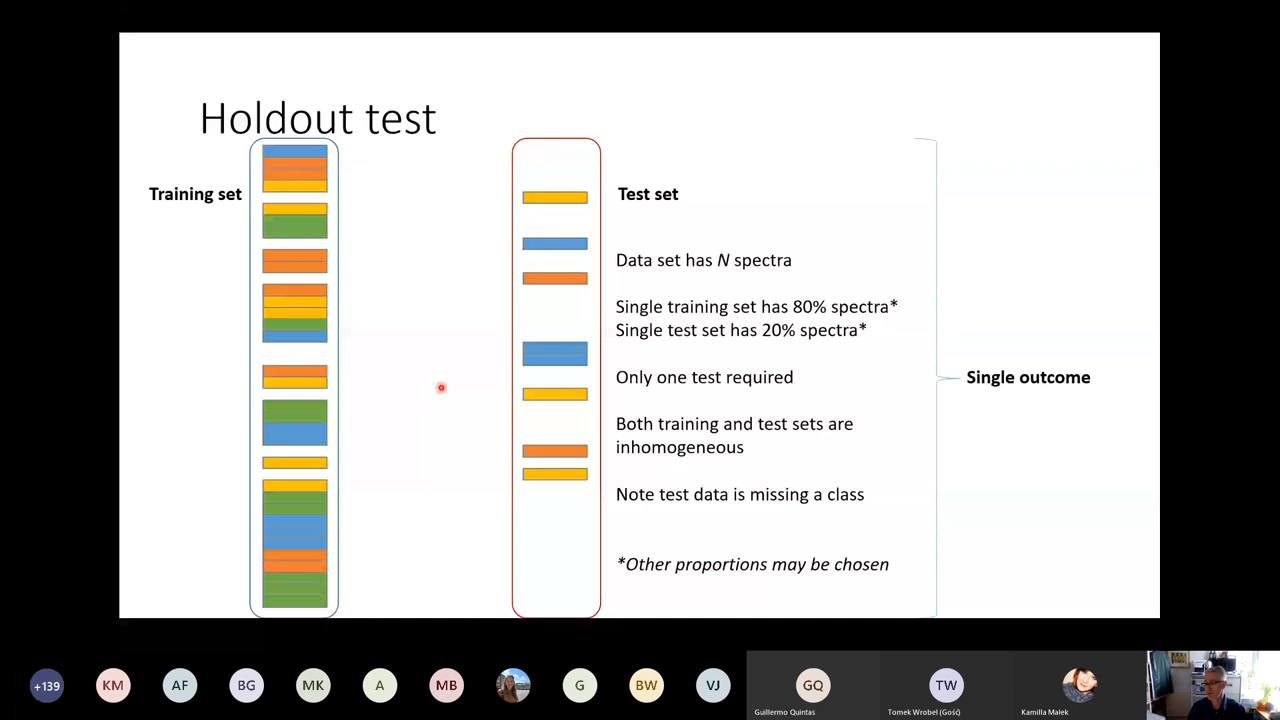 Holdout test
Training set
Test set
Data set has N spectra
Single training set has 80% spectra*
Single test set has 20% spectra*
Only one test required
Both training and test sets are
inhomogeneous
Note test data is missing a class
*Other proportions may be chosen
Single outcome
+139
KM
AF
BG
MK
A
MB
G
BW
VJ
GQ
TW
Guillermo Quintas
Tomek Wrobel (Gość)
Kamilla Małek